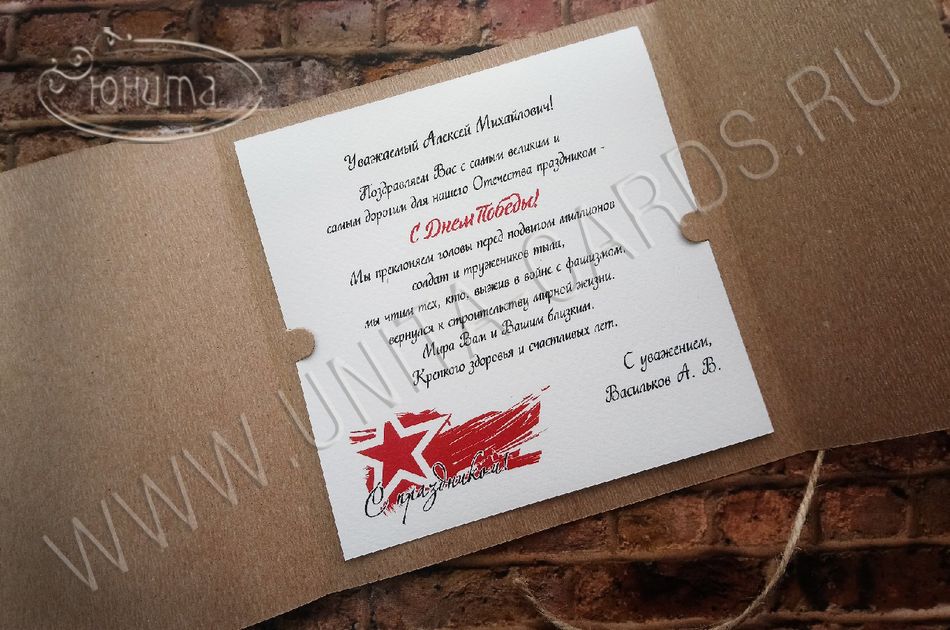 Юнита
Уважаемый Алексей Михайлович!
Поздравляем Вас с самым великим и
самым дорогим для нашего Отечества праздником -
С Днем Победы!
Мы преклоняем головы перед подвигом миллионов
солдат и тружеников тыла,
мы чтим тех, кто, выжив в войне с фашизмом,
вернулся к строительству мирной жизни.
Мира Вам и Вашим близким.
Крепкого здоровья и счастливых лет.
С уважением,
Васильков А. В.
С праздником!
WWW.UNITA-CARDS.RU